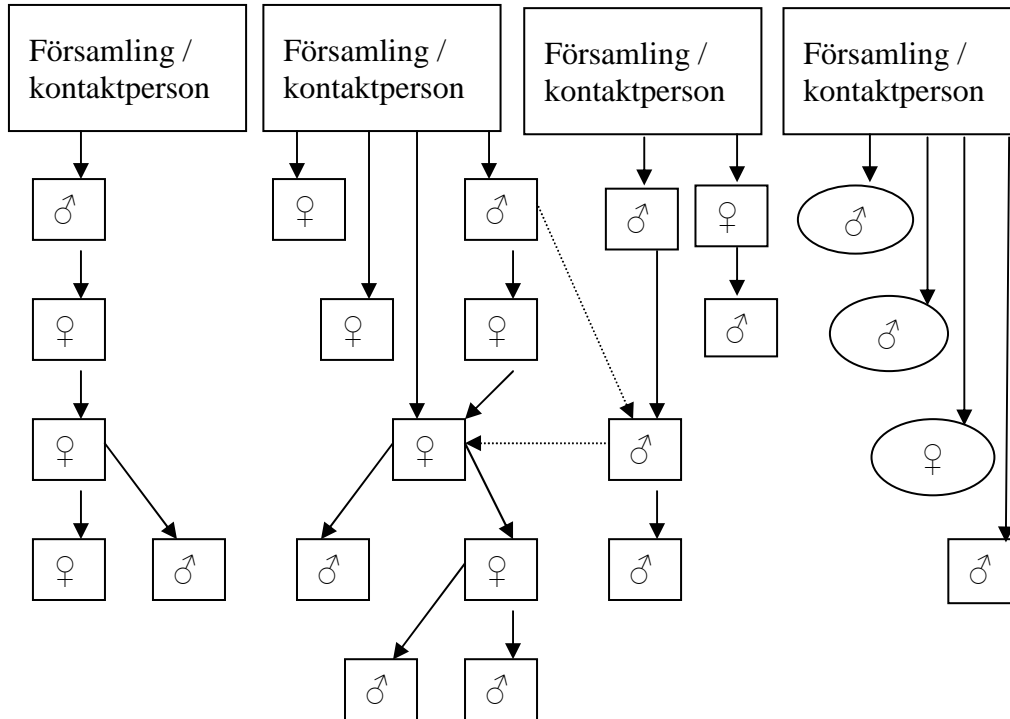 Församling /
kontaktperson
Församling /
kontaktperson
Församling /
kontaktperson
Församling /
kontaktperson
♂
♀
♂
♂
♀
♂
♀
♀
♀
♂
♂
♀
♀
♂
♀
♀
♂
♂
♀
♂
♂
♂
♂